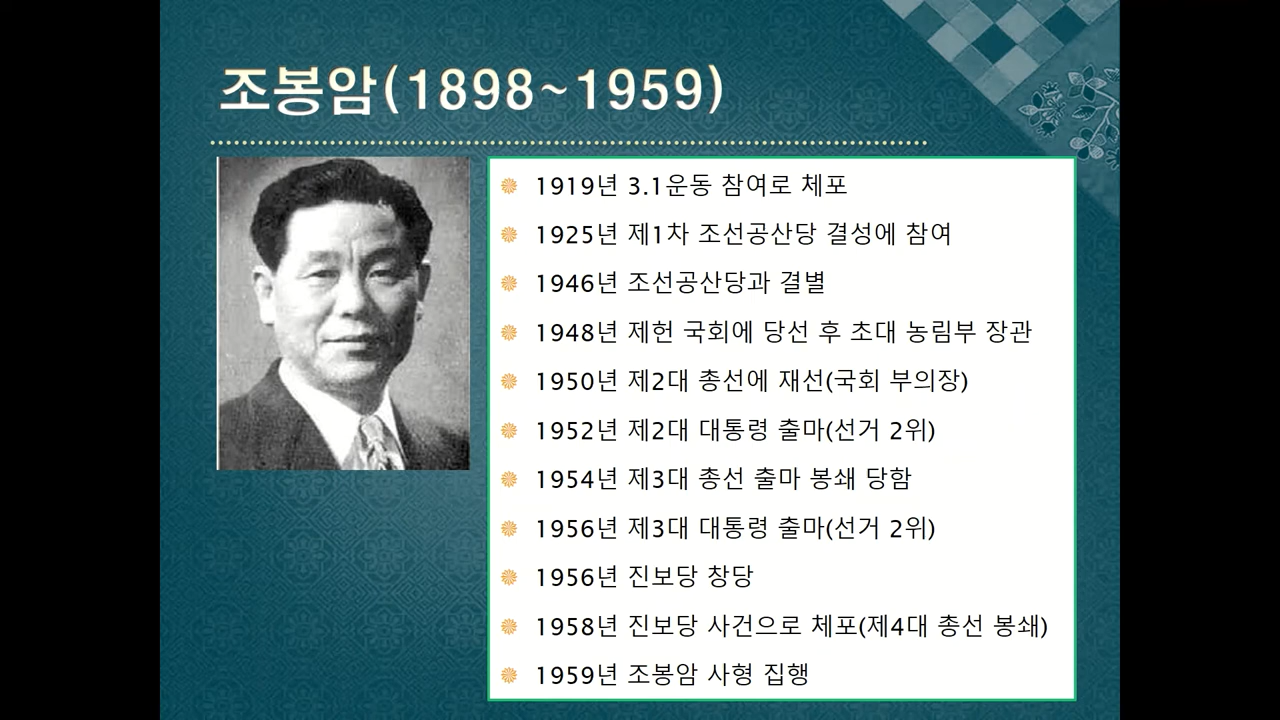 조봉암(1898~1959)
1919년 3.1운동 참여로 체포
1925년 제1차 조선공산당 결성에 참여
1946년 조선공산당과 결별
1948년 제헌 국회에 당선 후 초대 농림부 장관
1950년 제2대 총선에 재선(국회 부의장)
1952년 제2대 대통령 출마(선거 2위)
1954년 제3대 총선 출마 봉쇄 당함
1956년 제3대 대통령 출마(선거 2위)
1956년 진보당 창당
1958년 진보당 사건으로 체포(제4대 총선 봉쇄)
1959년 조봉암 사형 집행